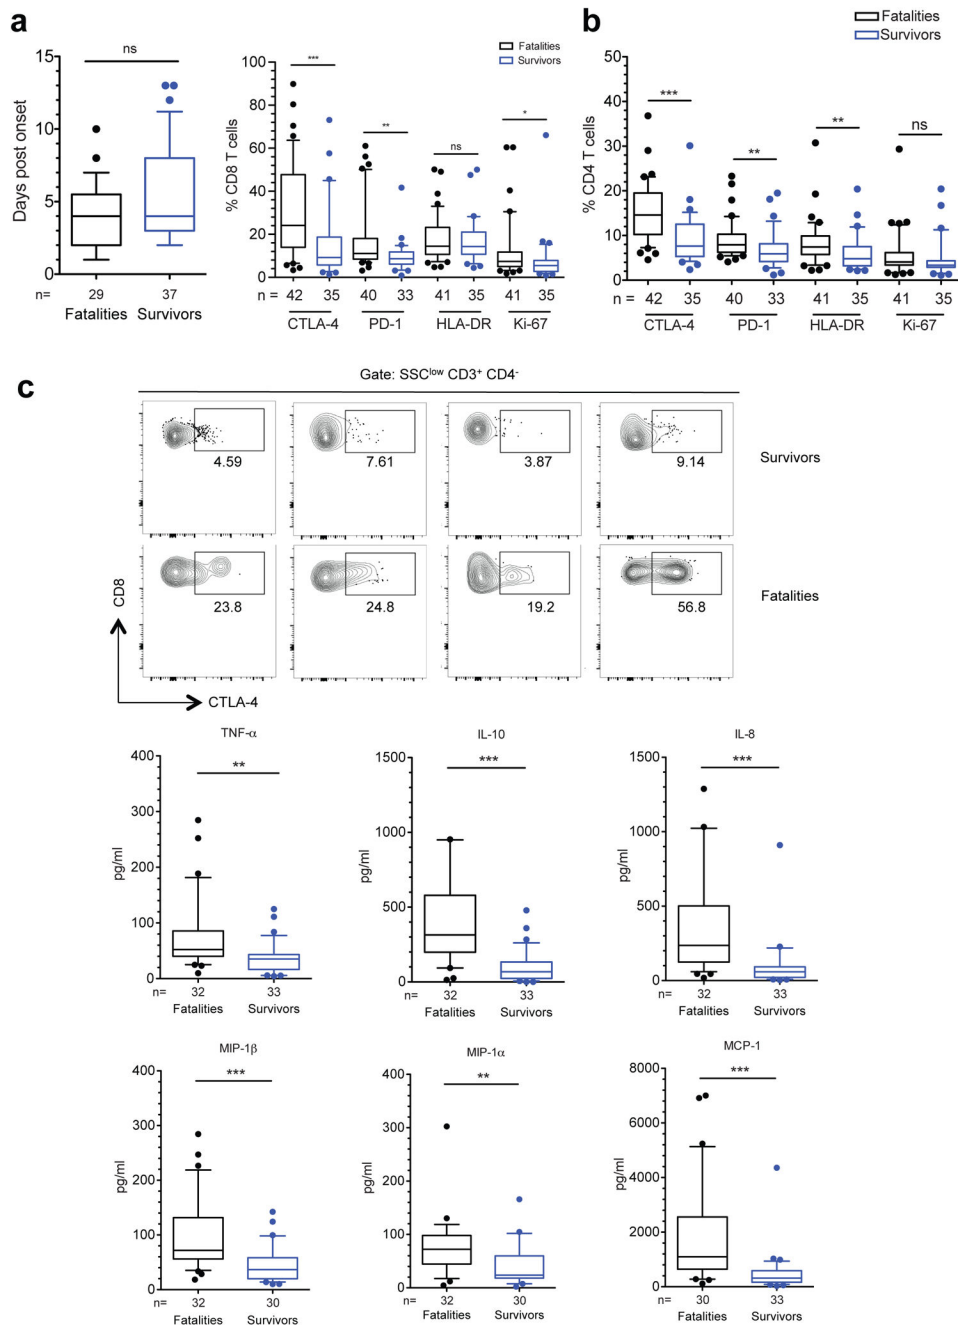 a
15
10
5
0
Days post onset
ns
n=
29
37
Fatalities
Survivors
100
80
60
40
20
0
% CD8 T cells
Fatalities
Survivors
***
**
ns
*
n =
42
35
40
33
41
35
41
35
CTLA-4
PD-1
HLA-DR
Ki-67
b
Fatalities
Survivors
50
40
30
20
10
0
% CD4 T cells
***
**
**
ns
n =
42
35
40
33
41
35
41
35
CTLA-4
PD-1
HLA-DR
Ki-67
c
Gate: SSClow CD3+ CD4-
4.59
7.61
3.87
9.14
Survivors
23.8
24.8
19.2
56.8
Fatalities
CD8
CTLA-4
TNF-α
400
300
200
100
0
pg/ml
**
n=
32
33
Fatalities
Survivors
IL-10
1500
1000
500
0
pg/ml
***
n=
32
33
Fatalities
Survivors
IL-8
1500
1000
500
0
pg/ml
***
n=
32
33
Fatalities
Survivors
MIP-1β
400
300
200
100
0
pg/ml
***
n=
32
30
Fatalities
Survivors
MIP-1α
400
300
200
100
0
pg/ml
**
n=
32
30
Fatalities
Survivors
MCP-1
8000
6000
4000
2000
0
pg/ml
***
n=
30
33
Fatalities
Survivors